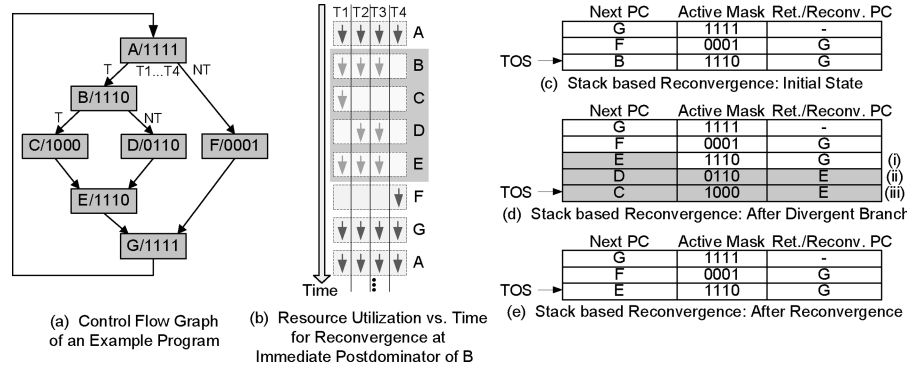 A/1111
T
T1...T4
NT
B/1110
T
NT
C/1000
D/0110
F/0001
E/1110
G/1111
(a) Control Flow Graph
of an Example Program
T1 T2 T3 T4
A
B
C
D
E
F
G
A
Time
(b) Resource Utilization vs. Time
for Reconvergence at
Immediate Postdominator of B
Next PC Active Mask Ret./Reconv. PC
G 1111 -
F 0001 G
TOS B 1110 G
(c) Stack based Reconvergence: Initial State
Next PC Active Mask Ret./Reconv. PC
G 1111 -
F 0001 G
E 1110 G (i)
D 0110 E (ii)
TOS C 1000 E (iii)
(d) Stack based Reconvergence: After Divergent Branch
Next PC Active Mask Ret./Reconv. PC
G 1111 -
F 0001 G
TOS E 1110 G
(e) Stack based Reconvergence: After Reconvergence